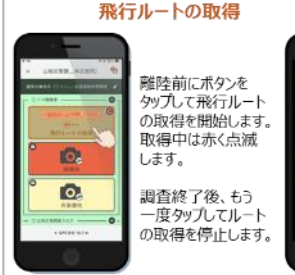 飛行ルートの取得
離陸前にボタンを
タップして飛行ルート
の取得を開始します。
取得中は赤く点滅
します。
調査終了後、もう
一度タップしてルート
の取得を停止します。